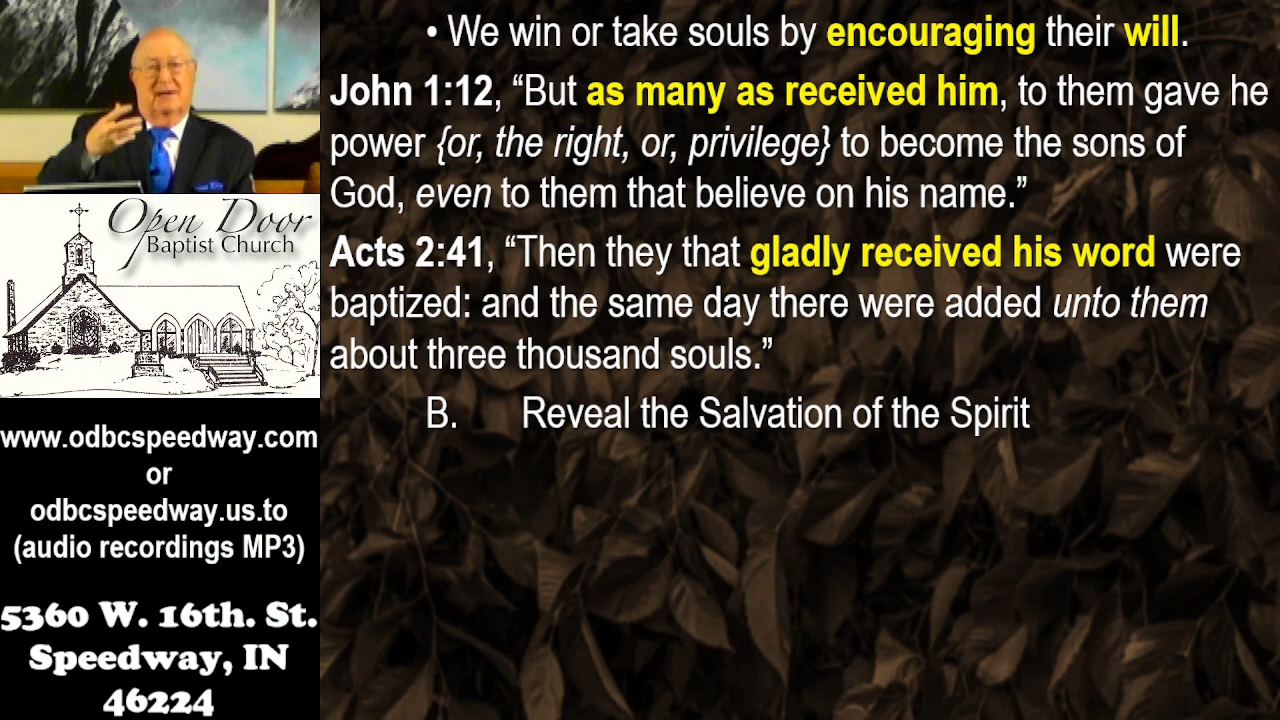 • We win or take souls by encouraging their will.
John 1:12, “But as many as received him, to them gave he
power {or, the right, or, privilege} to become the sons of
God, even to them that believe on his name.”
Acts 2:41, “Then they that gladly received his word were
baptized: and the same day there were added unto them
about three thousand souls.”
B. Reveal the Salvation of the Spirit
Open Door
Baptist Church
www.odbcspeedway.com
or
odbcspeedway.us.to
(audio recordings MP3)
5360 W. 16th. St.
Speedway, IN
46224